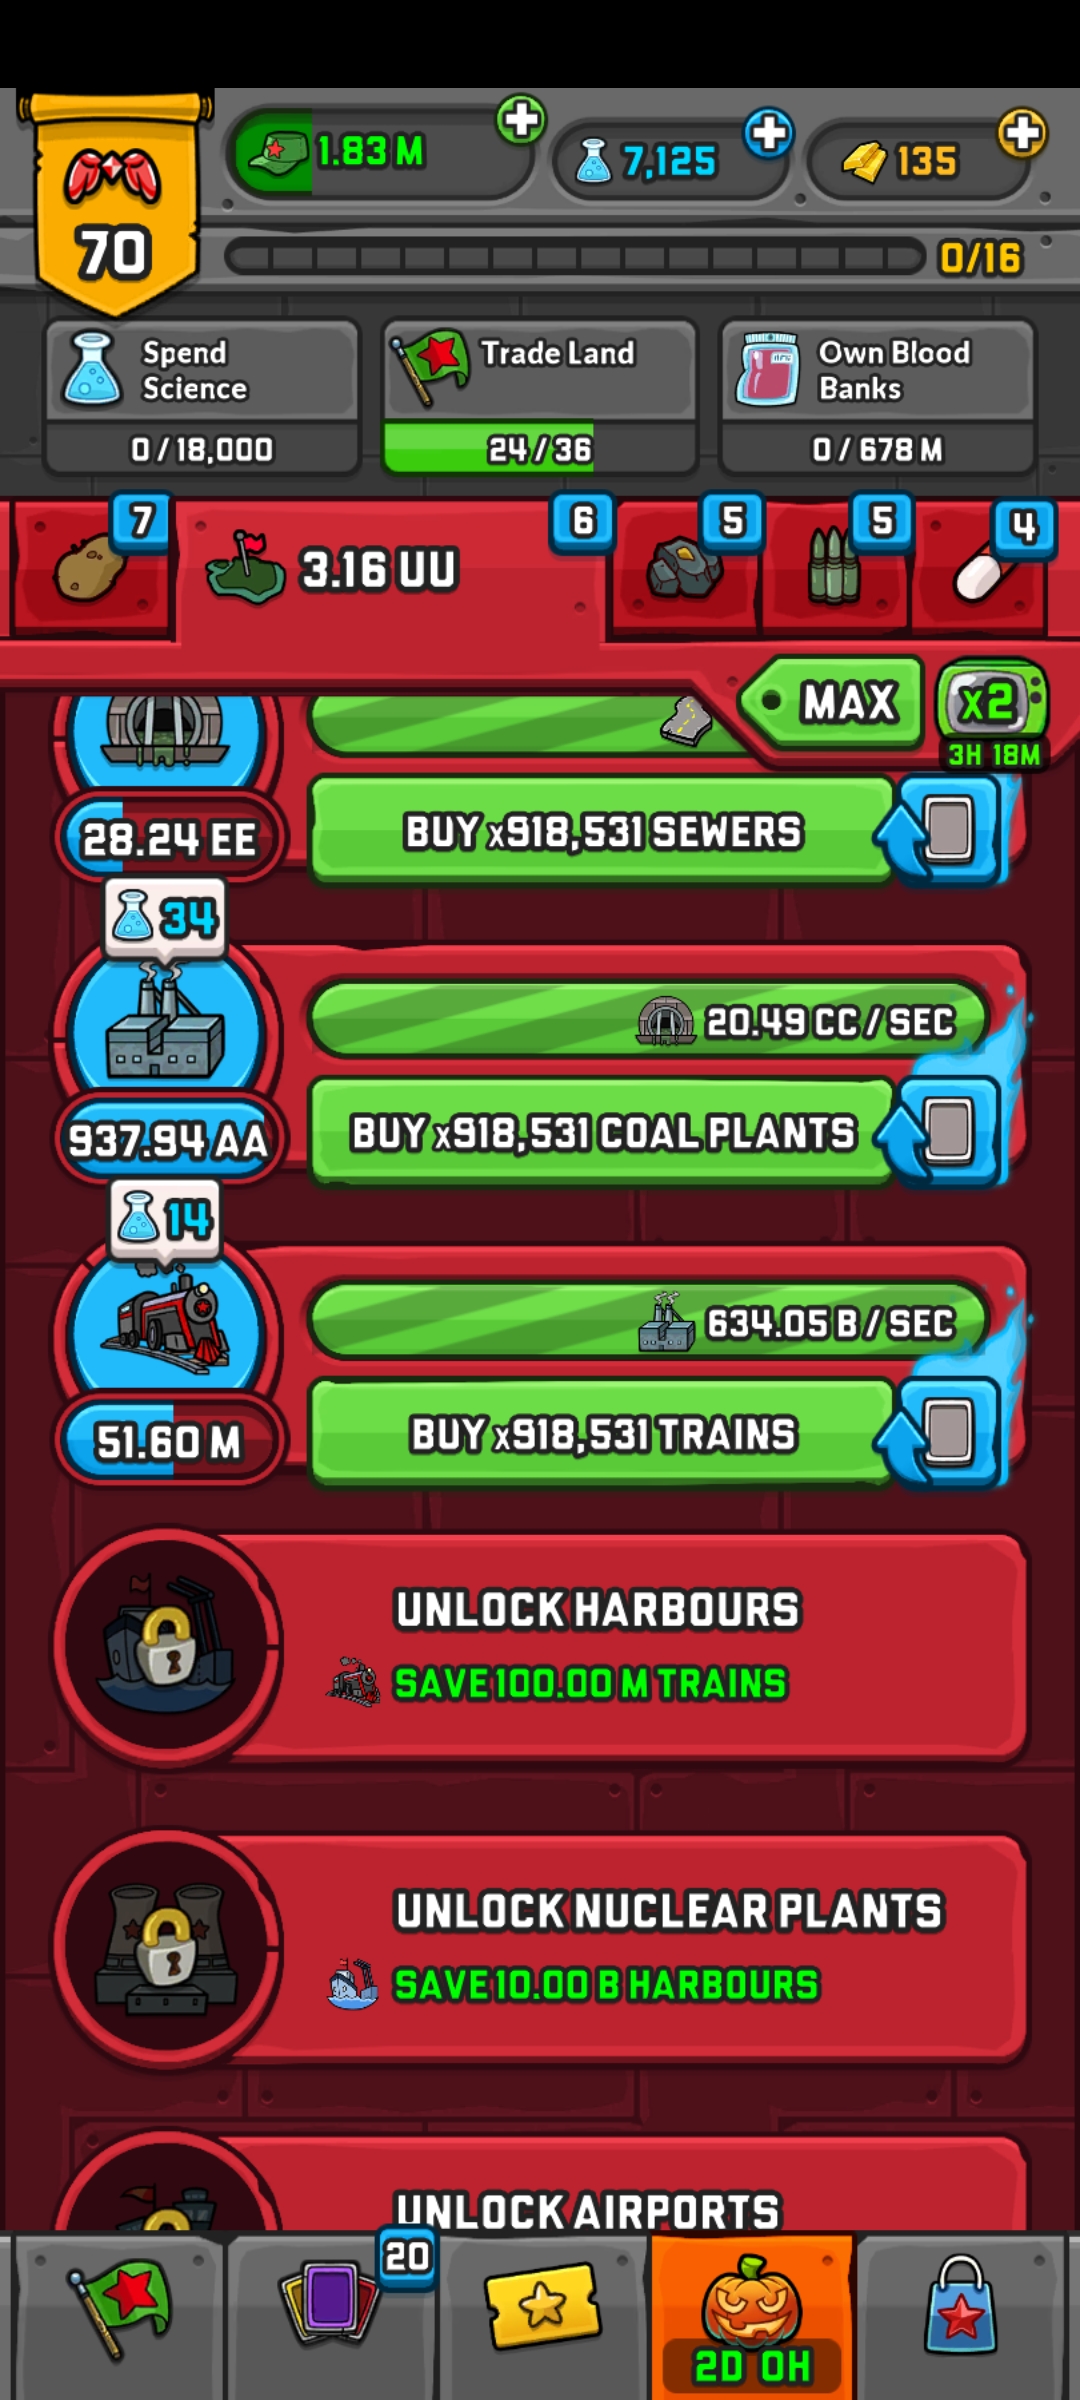 70
1.83 M
7,125
135
0/16
Spend
Science
0 / 18,000
Trade Land
24 / 36
Own Blood
Banks
0 / 678 M
7
3.16 UU
6
5
5
4
MAX
x2
3H 18M
28.24 EE
BUY x918,531 SEWERS
34
20.49 CC / SEC
937.94 AA
BUY x918,531 COAL PLANTS
14
634.05 B / SEC
51.60 M
BUY x918,531 TRAINS
UNLOCK HARBOURS
SAVE 100.00 M TRAINS
UNLOCK NUCLEAR PLANTS
SAVE 10.00 B HARBOURS
UNLOCK AIRPORTS
20
2D 0H